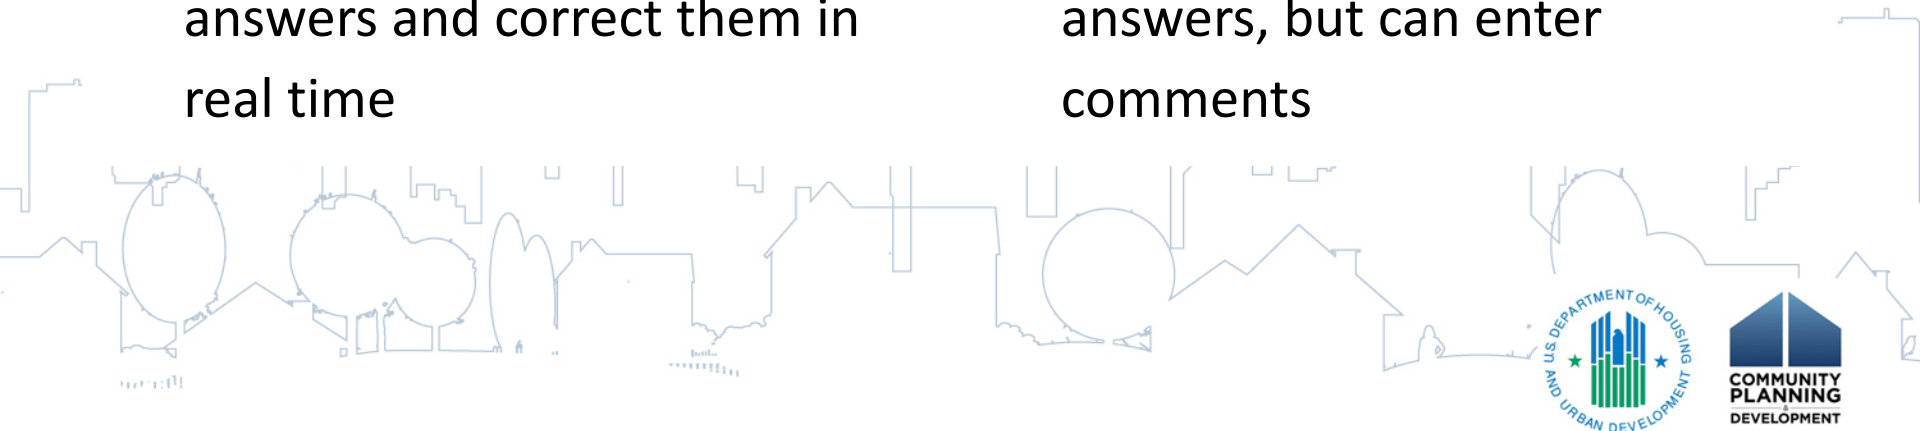 answers and correct them in
real time
answers, but can enter
comments
U.S. DEPARTMENT OF HOUSING
AND URBAN DEVELOPMENT
COMMUNITY
PLANNING
&
DEVELOPMENT